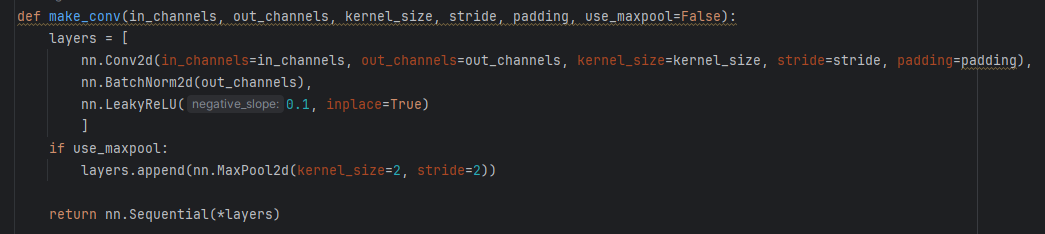 def make_conv(in_channels, out_channels, kernel_size, stride, padding, use_maxpool=False):
    layers = [
        nn.Conv2d(in_channels=in_channels, out_channels=out_channels, kernel_size=kernel_size, stride=stride, padding=padding),
        nn.BatchNorm2d(out_channels),
        nn.LeakyReLU( negative_slope: 0.1, inplace=True)
        ]
    if use_maxpool:
        layers.append(nn.MaxPool2d(kernel_size=2, stride=2))
    return nn.Sequential(*layers)